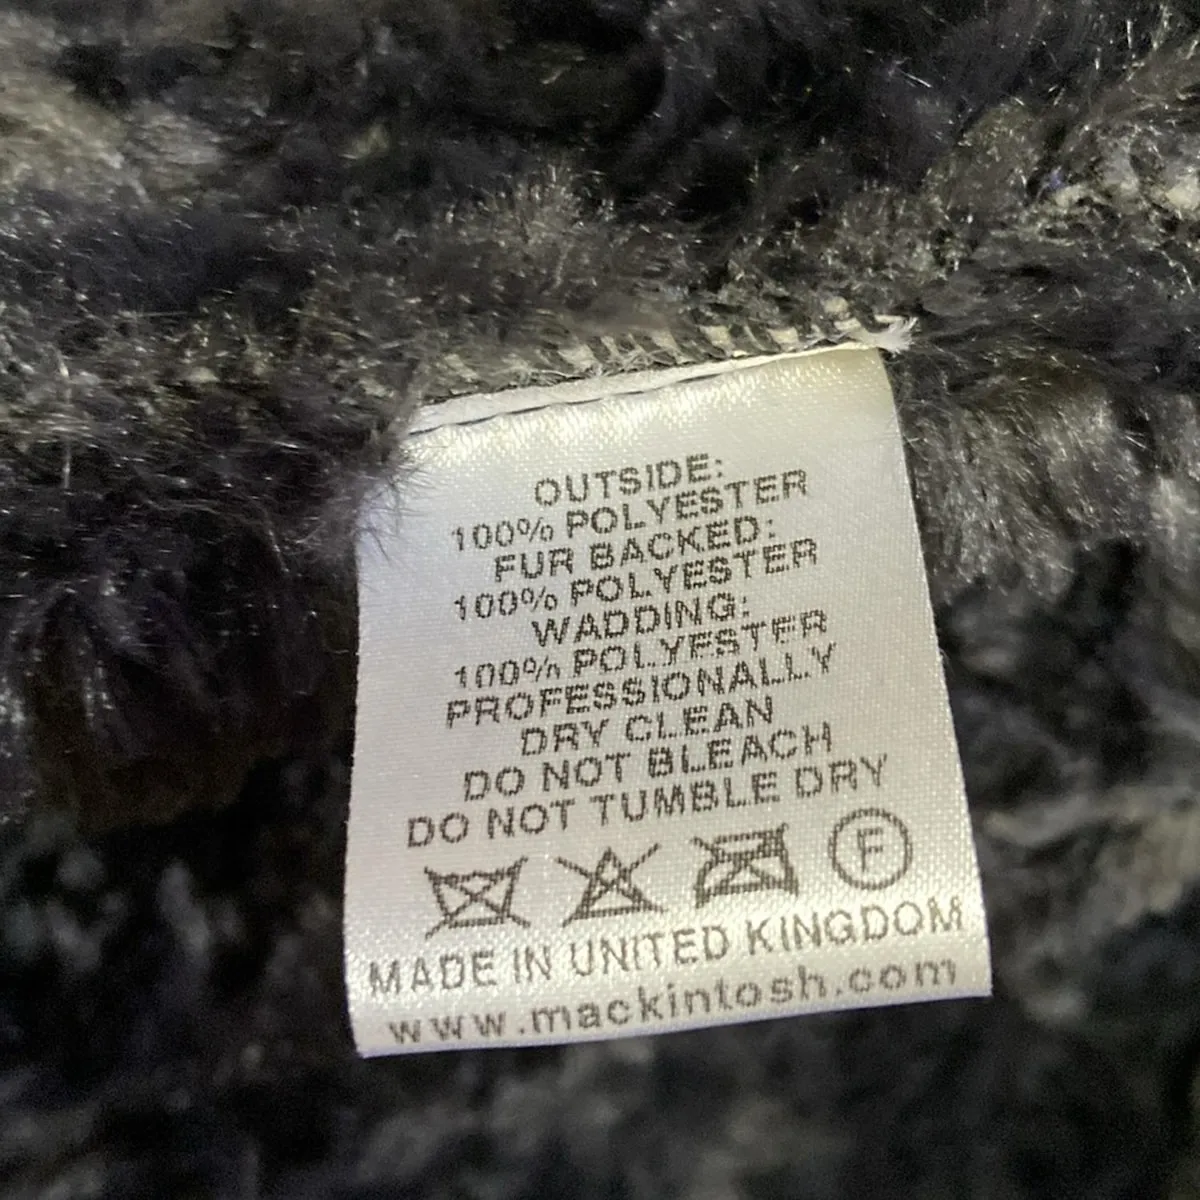 OUTSIDE:
100% POLYESTER
FUR BACKED:
100% POLYESTER
WADDING:
100% POLYESTER
PROFESSIONALLY
DRY CLEAN
DO NOT BLEACH
DO NOT TUMBLE DRY
F
MADE IN UNITED KINGDOM
www.mackintosh.com